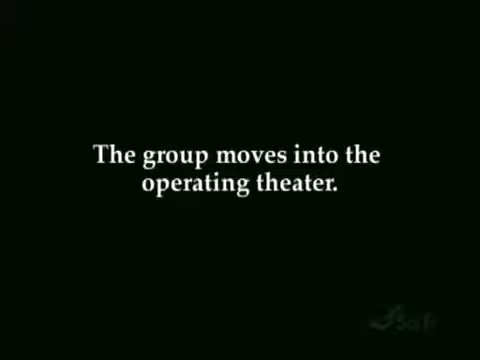 The group moves into the
operating theater.